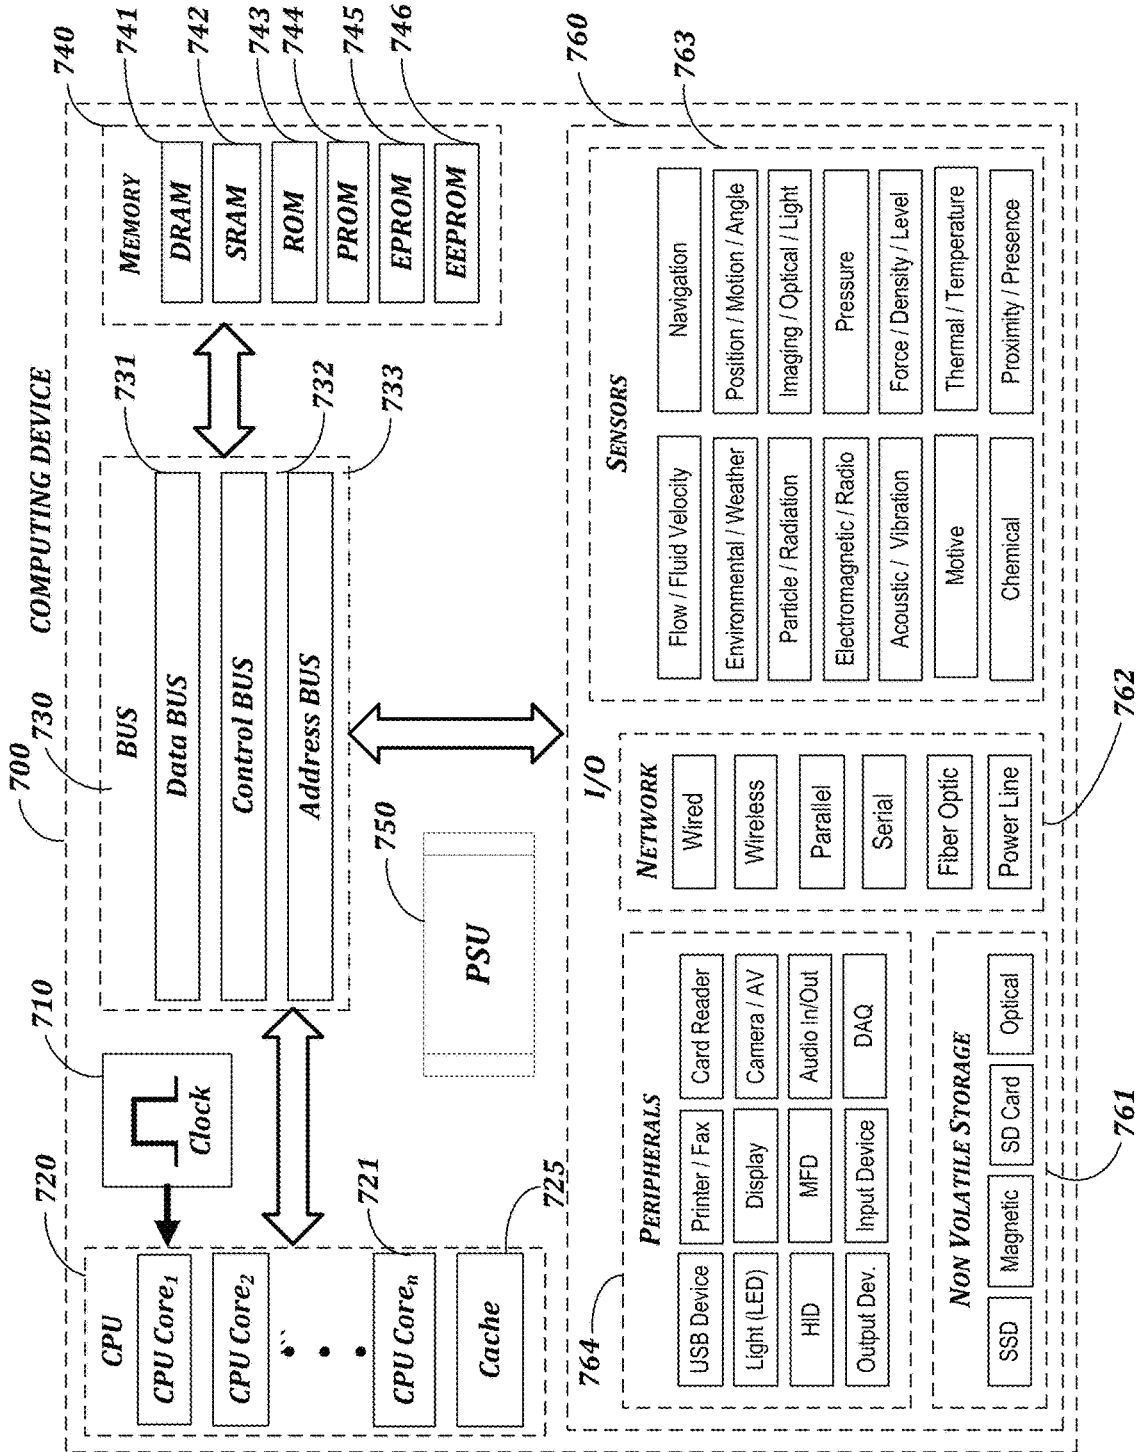 700
COMPUTING DEVICE
720
CPU
CPU Core1
CPU Core2
CPU Coren
721
Cache
725
710
Clock
730
BUS
Data BUS
731
Control BUS
732
Address BUS
733
740
MEMORY
DRAM
741
SRAM
742
ROM
743
PROM
744
EPROM
745
EEPROM
746
750
PSU
760
I/O
764
PERIPHERALS
USB Device
Printer / Fax
Card Reader
Light (LED)
Display
Camera / AV
HID
MFD
Audio In/Out
Output Dev.
Input Device
DAQ
NON VOLATILE STORAGE
SSD
Magnetic
SD Card
Optical
761
NETWORK
Wired
Wireless
Parallel
Serial
Fiber Optic
Power Line
762
763
SENSORS
Flow / Fluid Velocity
Navigation
Environmental / Weather
Position / Motion / Angle
Particle / Radiation
Imaging / Optical / Light
Electromagnetic / Radio
Pressure
Acoustic / Vibration
Force / Density / Level
Motive
Thermal / Temperature
Chemical
Proximity / Presence